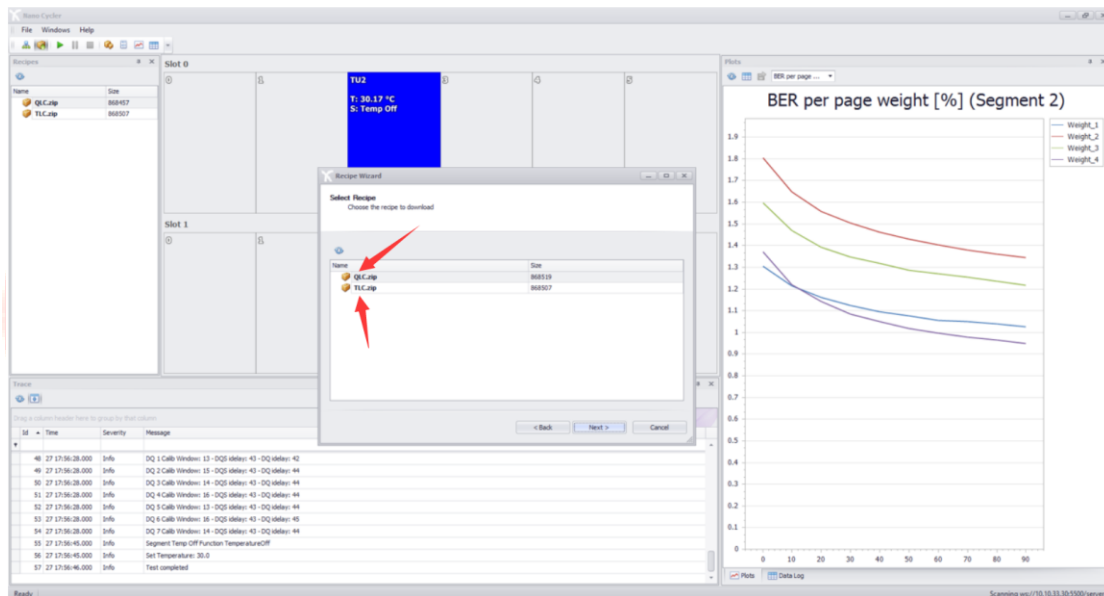 Nano Cycler
File Windows Help
Recipes
Name Size
QLC.zip 868457
TLC.zip 868507
Slot 0
TU2
T: 30.17 °C
S: Temp Off
Slot 1
Recipe Wizard
Select Recipe
Choose the recipe to download
Name Size
QLC.zip 868519
TLC.zip 868507
< Back Next > Cancel
Trace
Drag a column header here to group by that column
Id Time Severity Message
48 27 17:56:28.000 Info DQ 1 Calib Window: 13 - DQS idelay: 43 - DQ idelay: 42
49 27 17:56:28.000 Info DQ 2 Calib Window: 15 - DQS idelay: 43 - DQ idelay: 44
50 27 17:56:28.000 Info DQ 3 Calib Window: 14 - DQS idelay: 43 - DQ idelay: 44
51 27 17:56:28.000 Info DQ 4 Calib Window: 16 - DQS idelay: 43 - DQ idelay: 44
52 27 17:56:28.000 Info DQ 5 Calib Window: 13 - DQS idelay: 43 - DQ idelay: 44
53 27 17:56:28.000 Info DQ 6 Calib Window: 16 - DQS idelay: 43 - DQ idelay: 45
54 27 17:56:28.000 Info DQ 7 Calib Window: 14 - DQS idelay: 43 - DQ idelay: 44
55 27 17:56:45.000 Info Segment Temp Off Function TemperatureOff
56 27 17:56:45.000 Info Set Temperature: 30.0
57 27 17:56:46.000 Info Test completed
Plots
BER per page ...
BER per page weight [%] (Segment 2)
Weight_1
Weight_2
Weight_3
Weight_4
1.9
1.8
1.7
1.6
1.5
1.4
1.3
1.2
1.1
1
0.9
0.8
0.7
0.6
0.5
0.4
0.3
0.2
0.1
0
0 10 20 30 40 50 60 70 80 90
Plots Data Log
Ready Scanning ws://10.10.33.30:5500/server